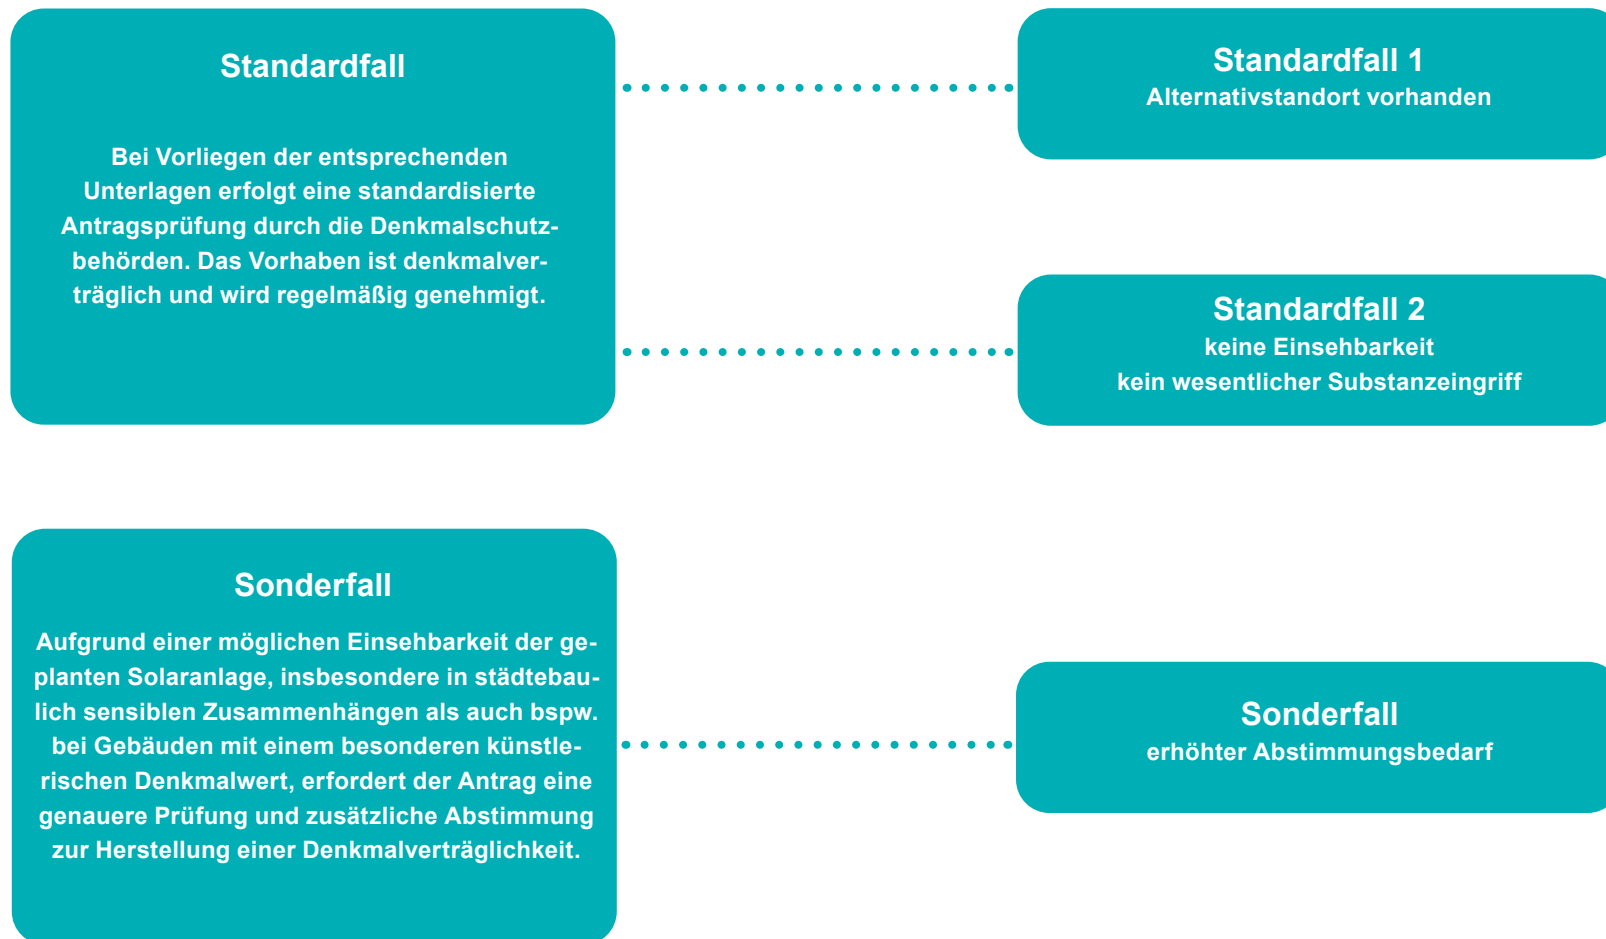 Standardfall
Bei Vorliegen der entsprechenden
Unterlagen erfolgt eine standardisierte
Antragsprüfung durch die Denkmalschutz-
behörden. Das Vorhaben ist denkmalver-
träglich und wird regelmäßig genehmigt.
Standardfall 1
Alternativstandort vorhanden
Standardfall 2
keine Einsehbarkeit
kein wesentlicher Substanzeingriff
Sonderfall
Aufgrund einer möglichen Einsehbarkeit der ge-
planten Solaranlage, insbesondere in städtebau-
lich sensiblen Zusammenhängen als auch bspw.
bei Gebäuden mit einem besonderen künstle-
rischen Denkmalwert, erfordert der Antrag eine
genauere Prüfung und zusätzliche Abstimmung
zur Herstellung einer Denkmalverträglichkeit.
Sonderfall
erhöhter Abstimmungsbedarf